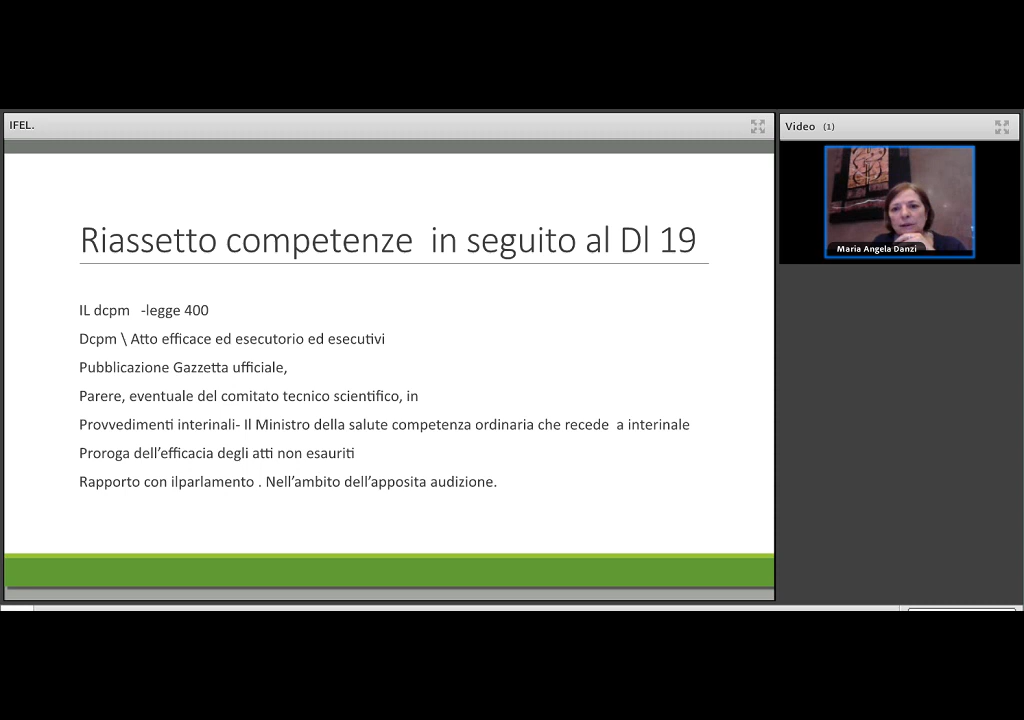 IFEL.
Video (1)
Maria Angela Danzi
Riassetto competenze in seguito al Dl 19
IL dcpm -legge 400
Dcpm \ Atto efficace ed esecutorio ed esecutivi
Pubblicazione Gazzetta ufficiale,
Parere, eventuale del comitato tecnico scientifico, in
Provvedimenti interinali- Il Ministro della salute competenza ordinaria che recede a interinale
Proroga dell'efficacia degli atti non esauriti
Rapporto con ilparlamento . Nell'ambito dell'apposita audizione.